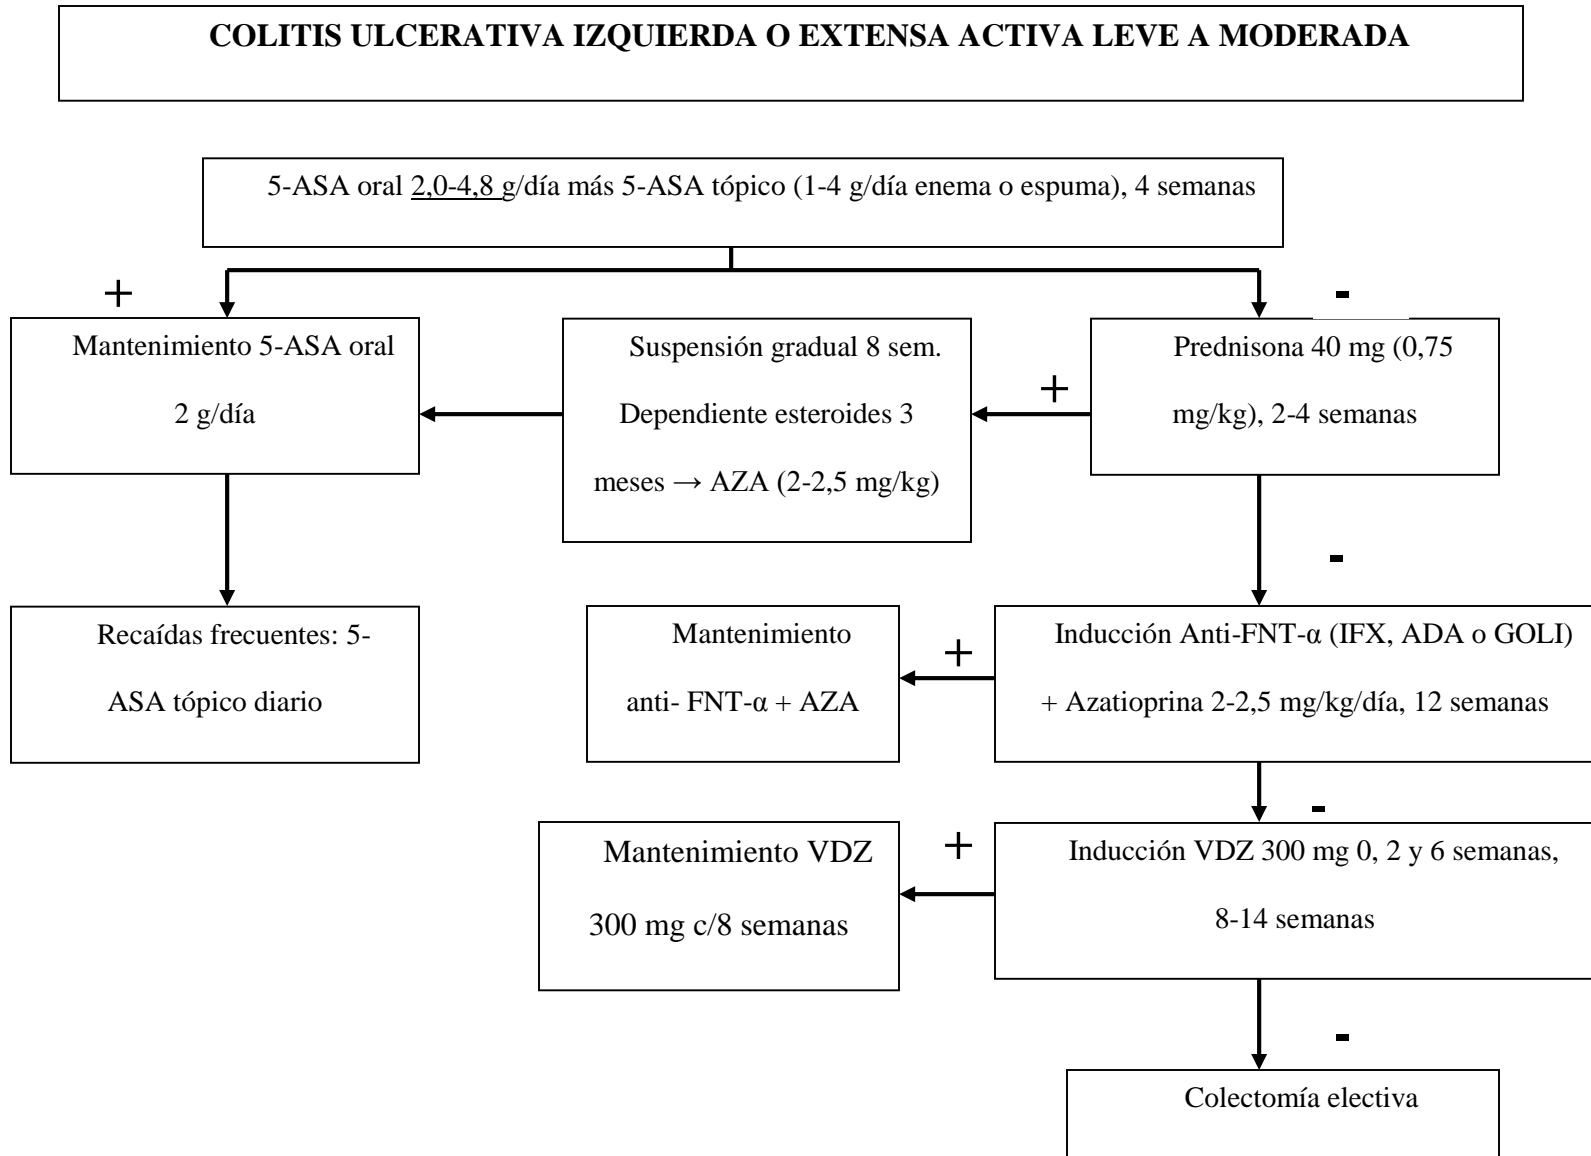 COLITIS ULCERATIVA IZQUIERDA O EXTENSA ACTIVA LEVE A MODERADA
5-ASA oral 2,0-4,8 g/día más 5-ASA tópico (1-4 g/día enema o espuma), 4 semanas
+
-
Mantenimiento 5-ASA oral
2 g/día
Suspensión gradual 8 sem.
Dependiente esteroides 3
meses → AZA (2-2,5 mg/kg)
+
Prednisona 40 mg (0,75
mg/kg), 2-4 semanas
-
Recaídas frecuentes: 5-
ASA tópico diario
Mantenimiento
anti- FNT-α + AZA
+
Inducción Anti-FNT-α (IFX, ADA o GOLI)
+ Azatioprina 2-2,5 mg/kg/día, 12 semanas
-
Mantenimiento VDZ
300 mg c/8 semanas
+
Inducción VDZ 300 mg 0, 2 y 6 semanas,
8-14 semanas
-
Colectomía electiva